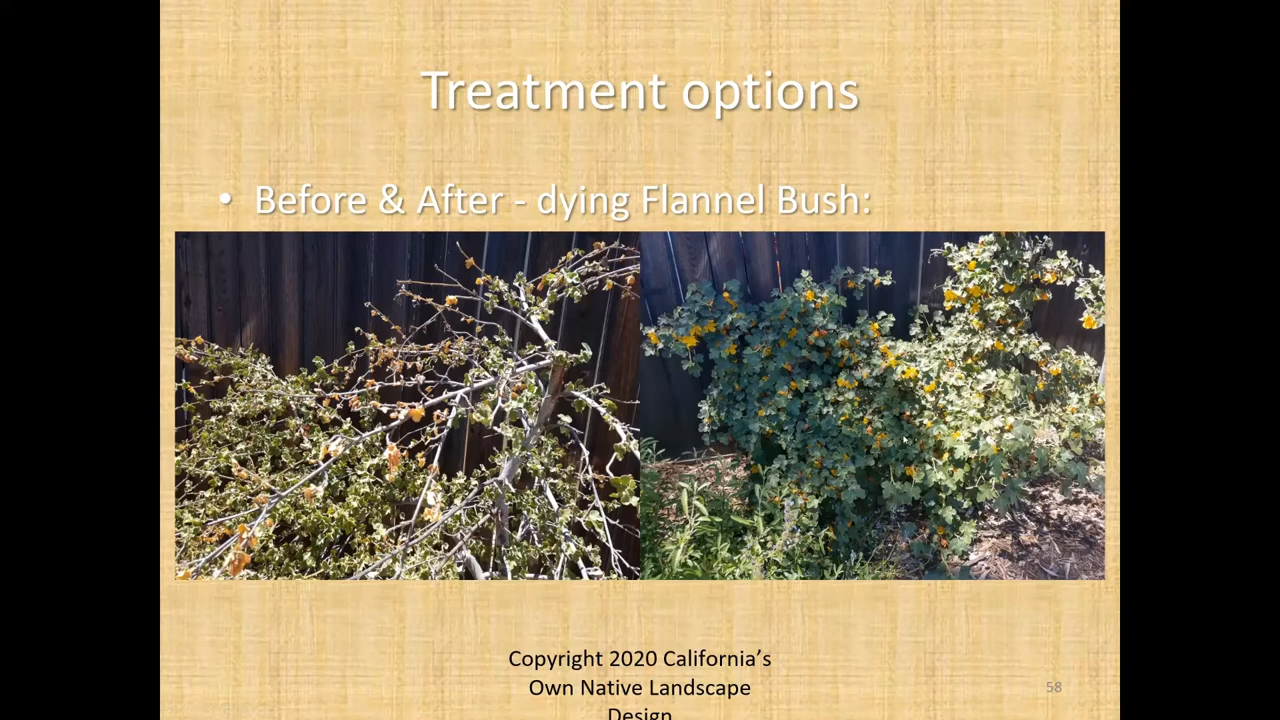 Treatment options
• Before & After - dying Flannel Bush:
Copyright 2020 California’s
Own Native Landscape
Design
58